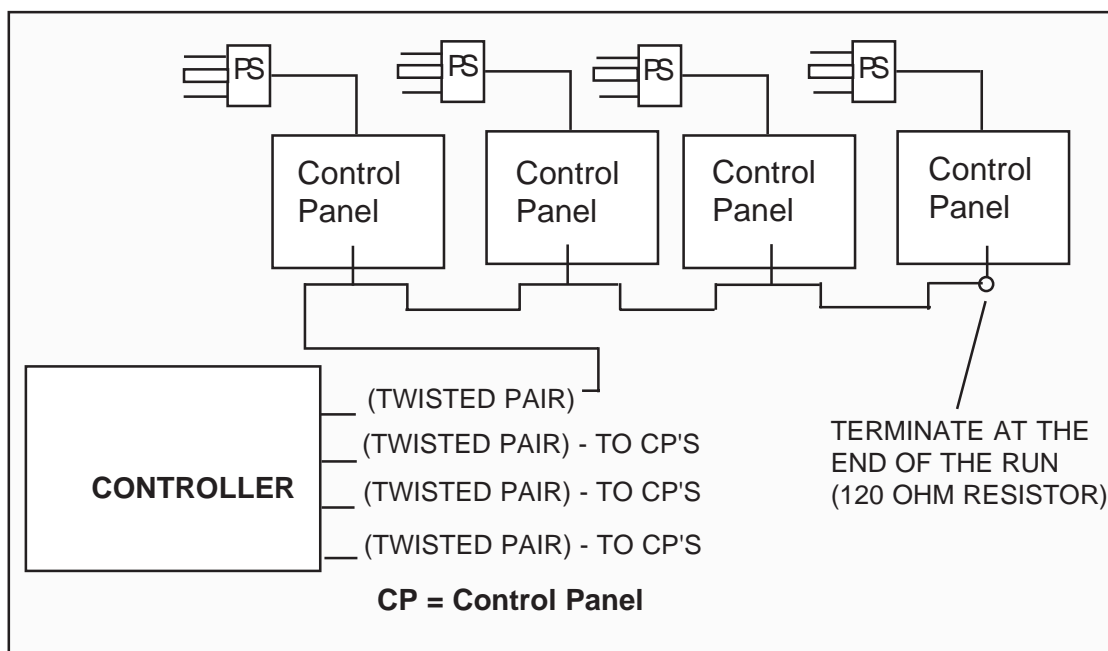 PS
PS
PS
PS
Control
Panel
Control
Panel
Control
Panel
Control
Panel
CONTROLLER
(TWISTED PAIR)
(TWISTED PAIR) - TO CP'S
(TWISTED PAIR) - TO CP'S
(TWISTED PAIR) - TO CP'S
TERMINATE AT THE
END OF THE RUN
(120 OHM RESISTOR)
CP = Control Panel